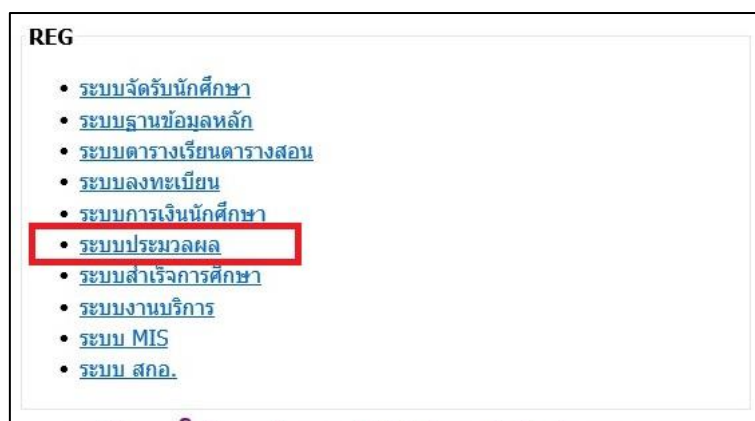 REG
ระบบจัดรับนักศึกษา
ระบบฐานข้อมูลหลัก
ระบบตารางเรียนตารางสอน
ระบบลงทะเบียน
ระบบการเงินนักศึกษา
ระบบประมวลผล
ระบบสำเร็จการศึกษา
ระบบงานบริการ
ระบบ MIS
ระบบ สกอ.